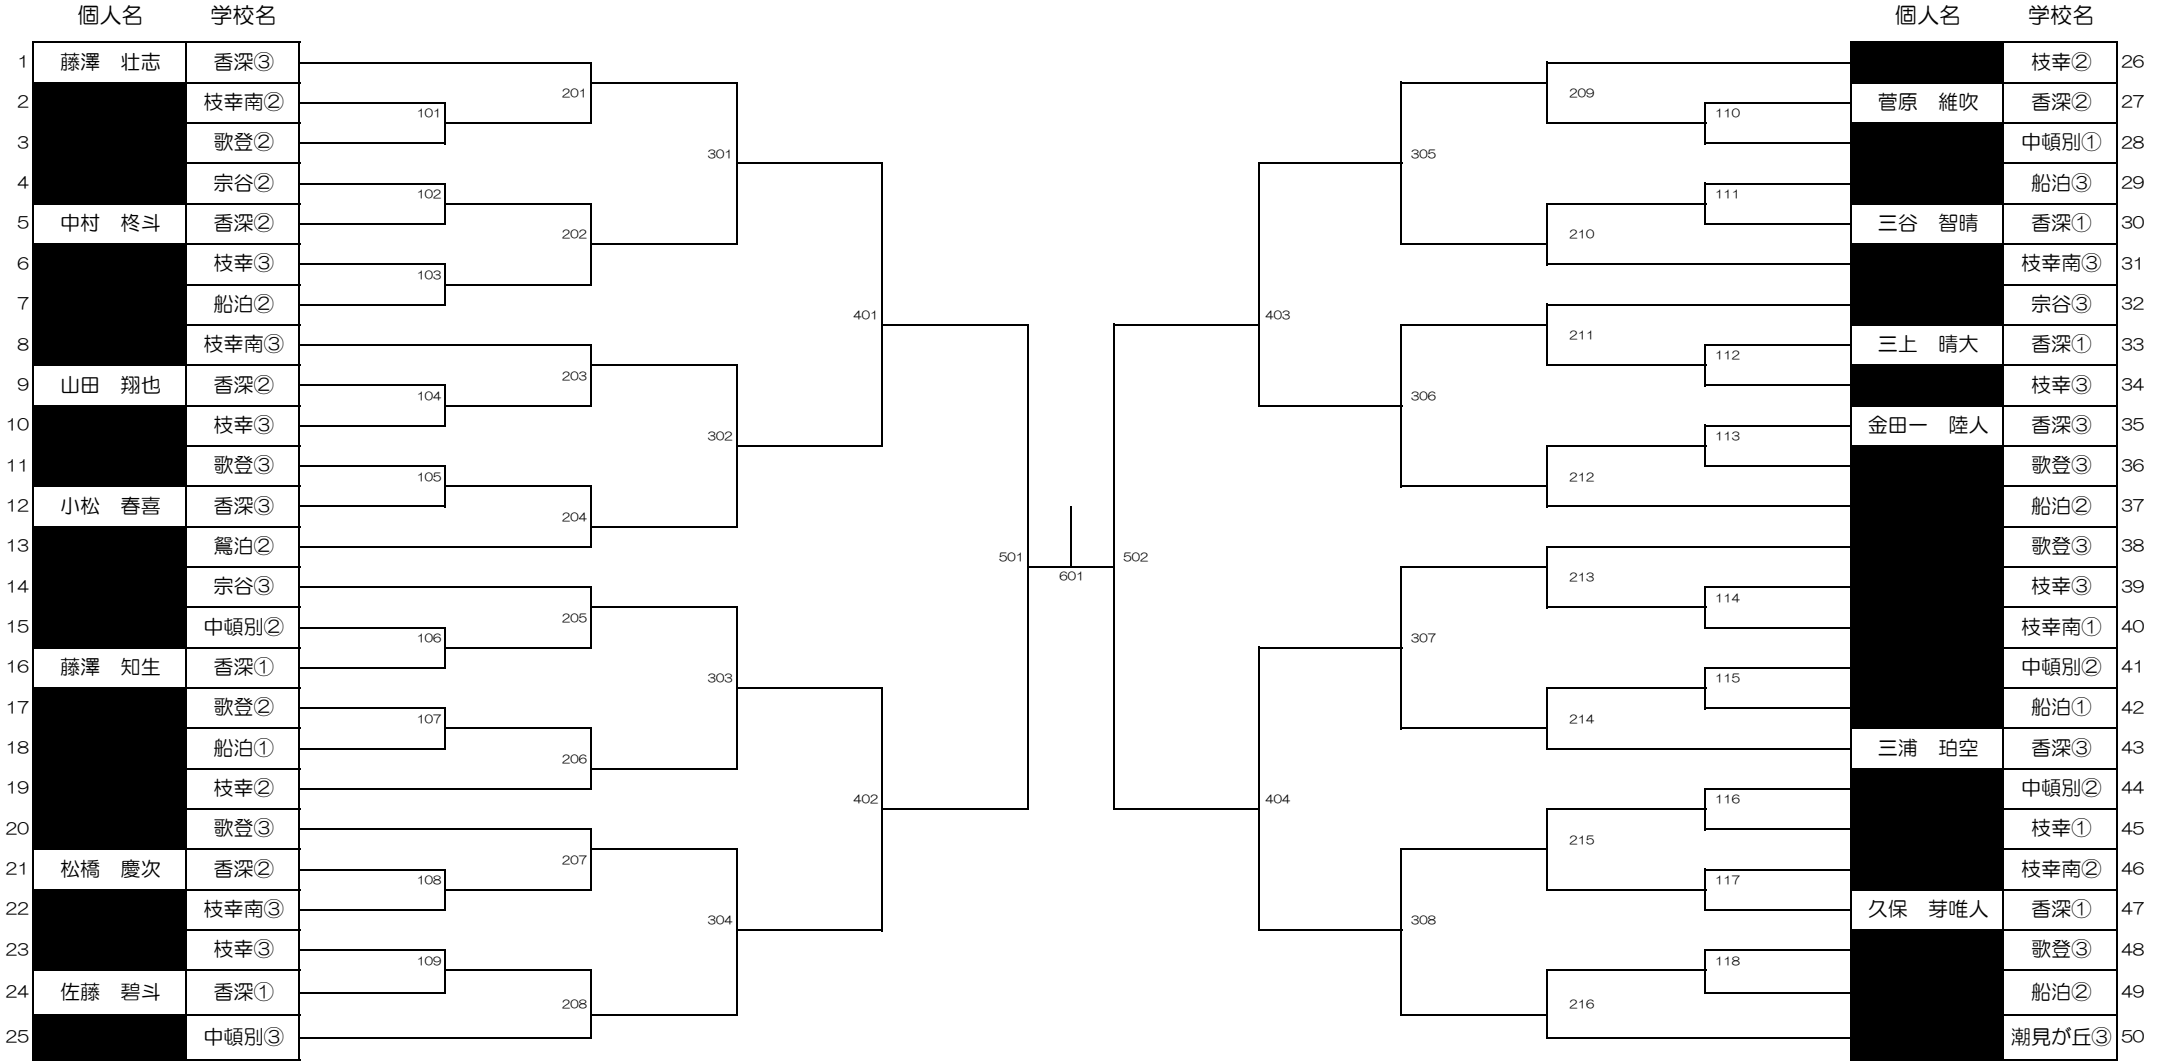 個人名 学校名 個人名 学校名
1 藤澤 壮志 香深③ 枝幸② 26
2 枝幸南② 201 209 菅原 維吹 香深② 27
101 110
3 歌登② 中頓別① 28
301 305
4 宗谷② 船泊③ 29
102 111
5 中村 柊斗 香深② 三谷 智晴 香深① 30
202 210
6 枝幸③ 枝幸南③ 31
103
7 船泊② 宗谷③ 32
401 403
8 枝幸南③ 211 三上 晴大 香深① 33
112
9 山田 翔也 香深② 203 枝幸③ 34
104 306
10 枝幸③ 金田一 陸人 香深③ 35
302 113
11 歌登③ 歌登③ 36
105 212
12 小松 春喜 香深③ 船泊② 37
204
13 鴛泊② 歌登③ 38
501 502
601 213
14 宗谷③ 枝幸③ 39
114
15 中頓別② 205 枝幸南① 40
106 307
16 藤澤 知生 香深① 中頓別② 41
303 115
17 歌登② 船泊① 42
107 214
18 船泊① 三浦 珀空 香深③ 43
206
19 枝幸② 中頓別② 44
402 404 116
20 歌登③ 枝幸① 45
215
21 松橋 慶次 香深② 207 枝幸南② 46
108 117
22 枝幸南③ 久保 芽唯人 香深① 47
304 308
23 枝幸③ 歌登③ 48
109 118
24 佐藤 碧斗 香深① 船泊② 49
208 216
25 中頓別③ 潮見が丘③ 50